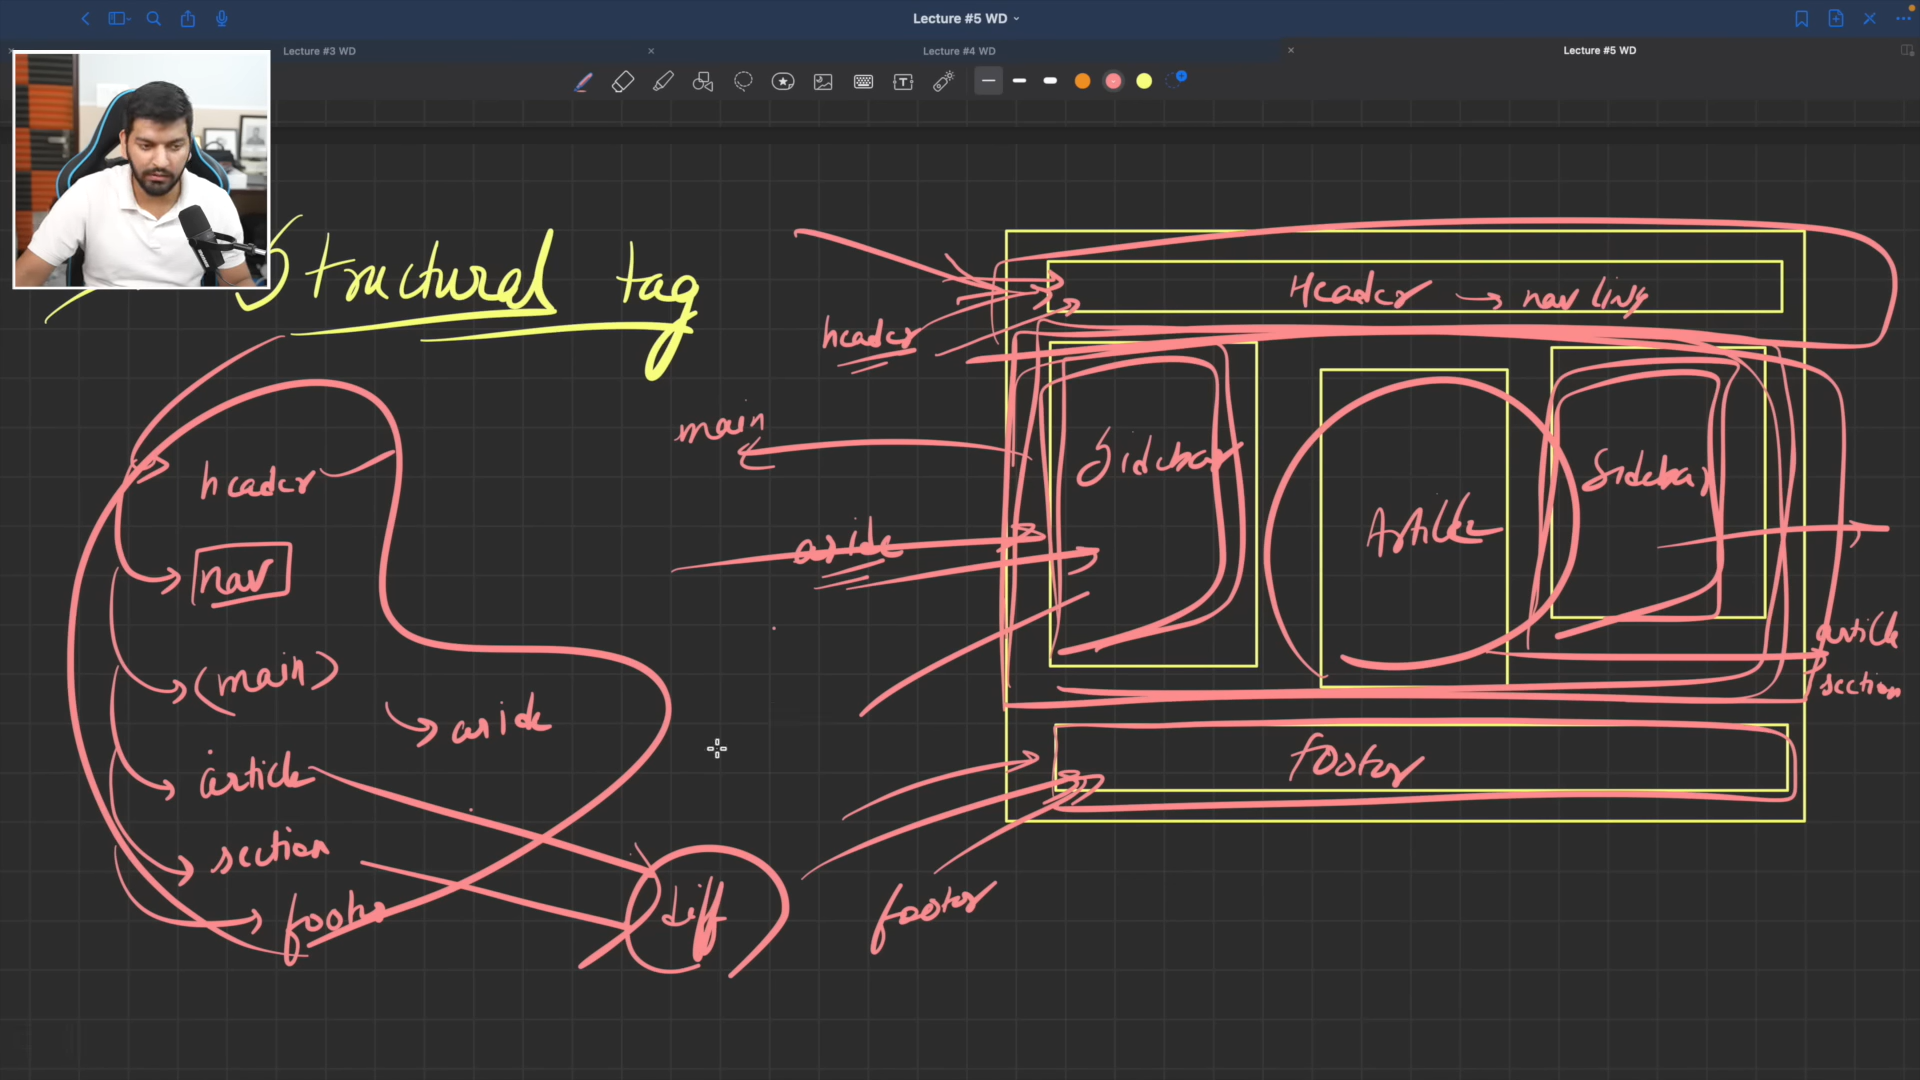 Lecture #5 WD
Lecture #3 WD
Lecture #4 WD
Lecture #5 WD
Structural tag
header
nav
(main)
aside
article
section
footer
diff
header
main
aside
footer
Header → nav link
Sidebar
Article
Sidebar
footer
article
section